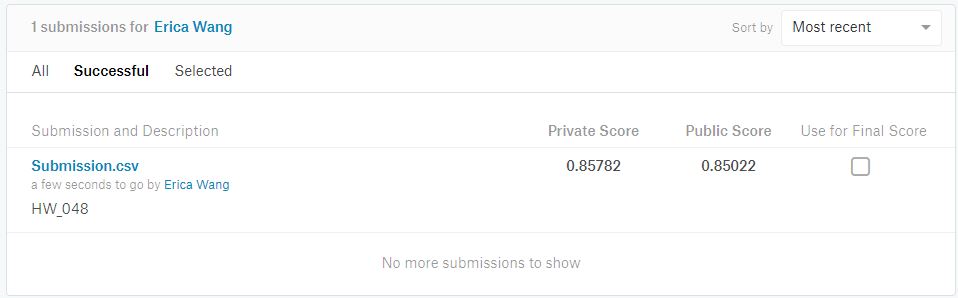 1 submissions for Erica Wang
Sort by Most recent
All Successful Selected
Submission and Description Private Score Public Score Use for Final Score
Submission.csv 0.85782 0.85022
a few seconds to go by Erica Wang
HW_048
No more submissions to show